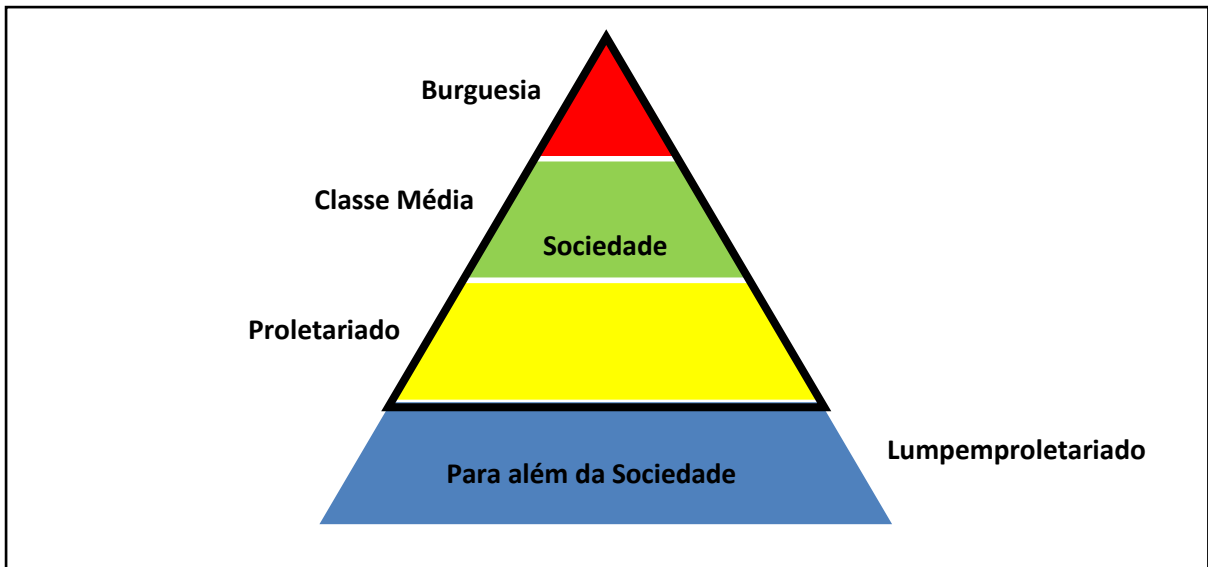 Burguesia
Classe Média
Sociedade
Proletariado
Lumpemproletariado
Para além da Sociedade